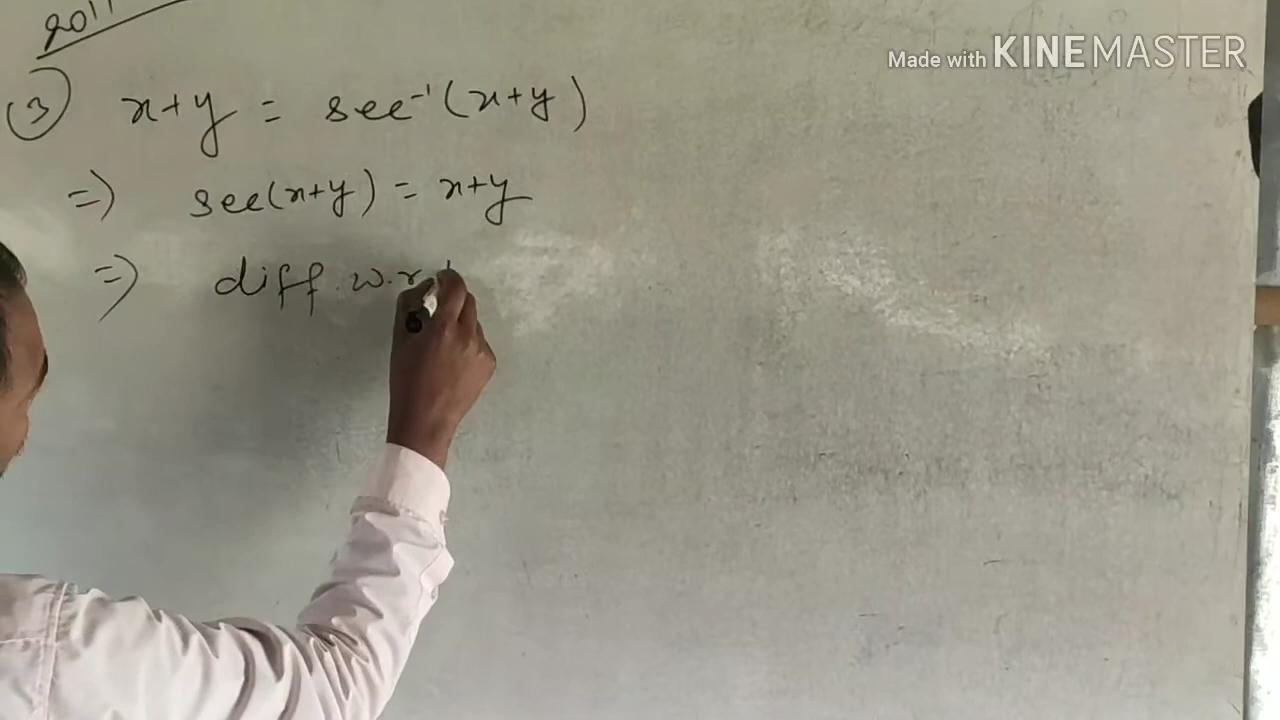 2011
Made with KINEMASTER
(3) x+y = sec⁻¹(x+y)
=> sec(x+y) = x+y
=> diff. w.r.t